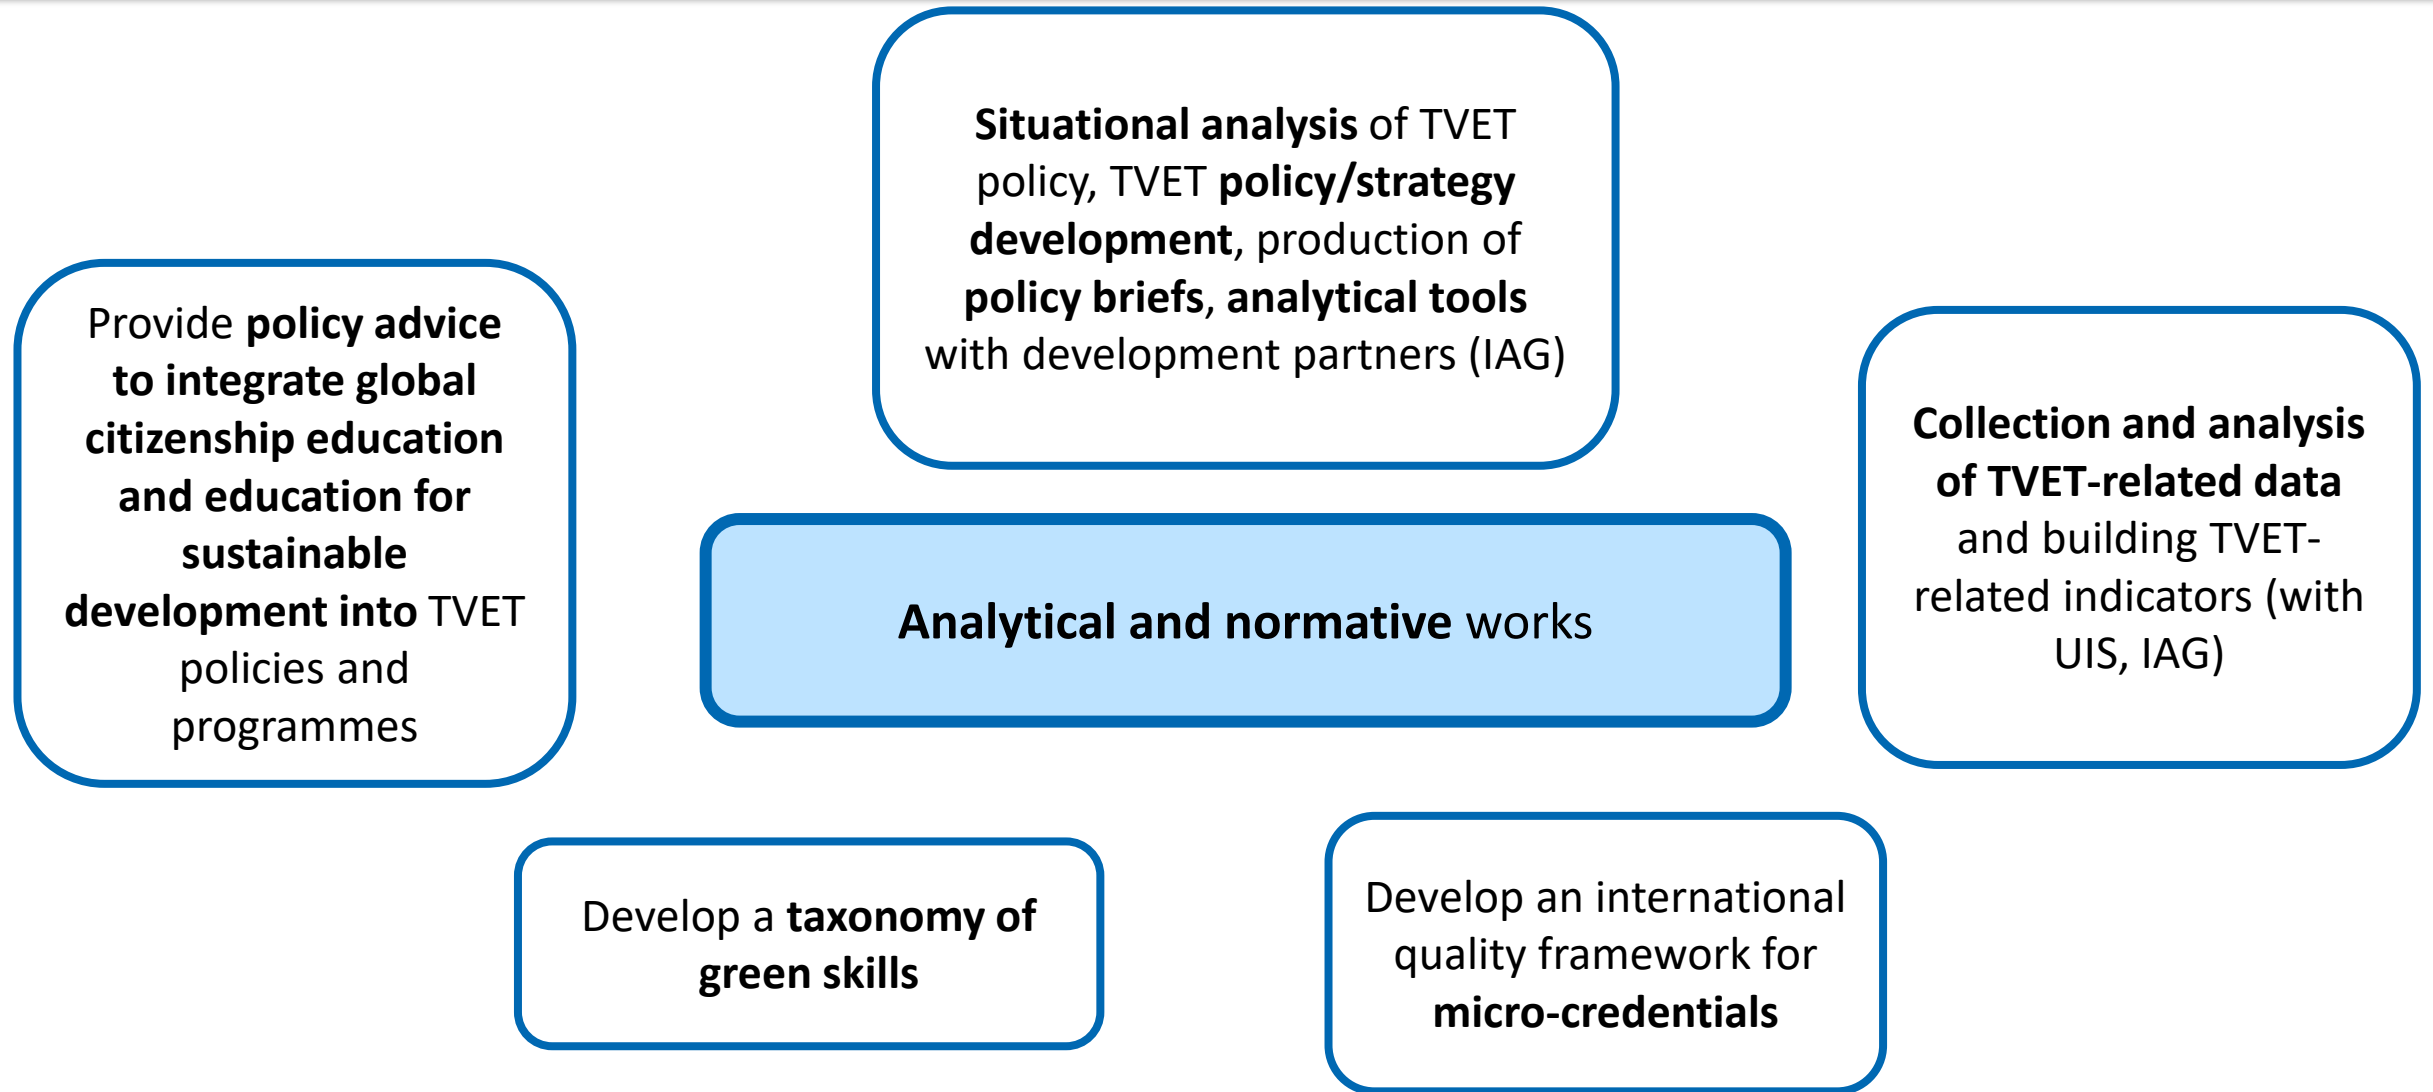 Situational analysis of TVET
policy, TVET policy/strategy
development, production of
policy briefs, analytical tools
with development partners (IAG)
Provide policy advice
to integrate global
citizenship education
and education for
sustainable
development into TVET
policies and
programmes
Collection and analysis
of TVET-related data
and building TVET-
related indicators (with
UIS, IAG)
Analytical and normative works
Develop a taxonomy of
green skills
Develop an international
quality framework for
micro-credentials